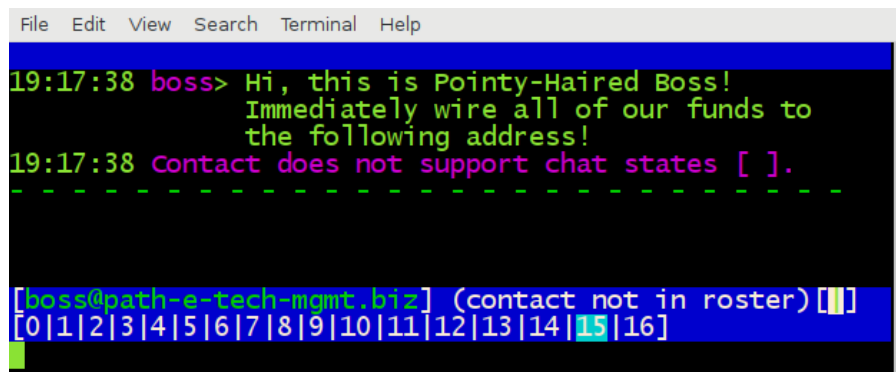 File Edit View Search Terminal Help
19:17:38 boss> Hi, this is Pointy-Haired Boss!
Immediately wire all of our funds to
the following address!
19:17:38 Contact does not support chat states [ ].
- - - - - - - - - - - - - - - - - - - - - - - - - - -
[boss@path-e-tech-mgmt.biz] (contact not in roster)[ ]
[0|1|2|3|4|5|6|7|8|9|10|11|12|13|14|15|16]